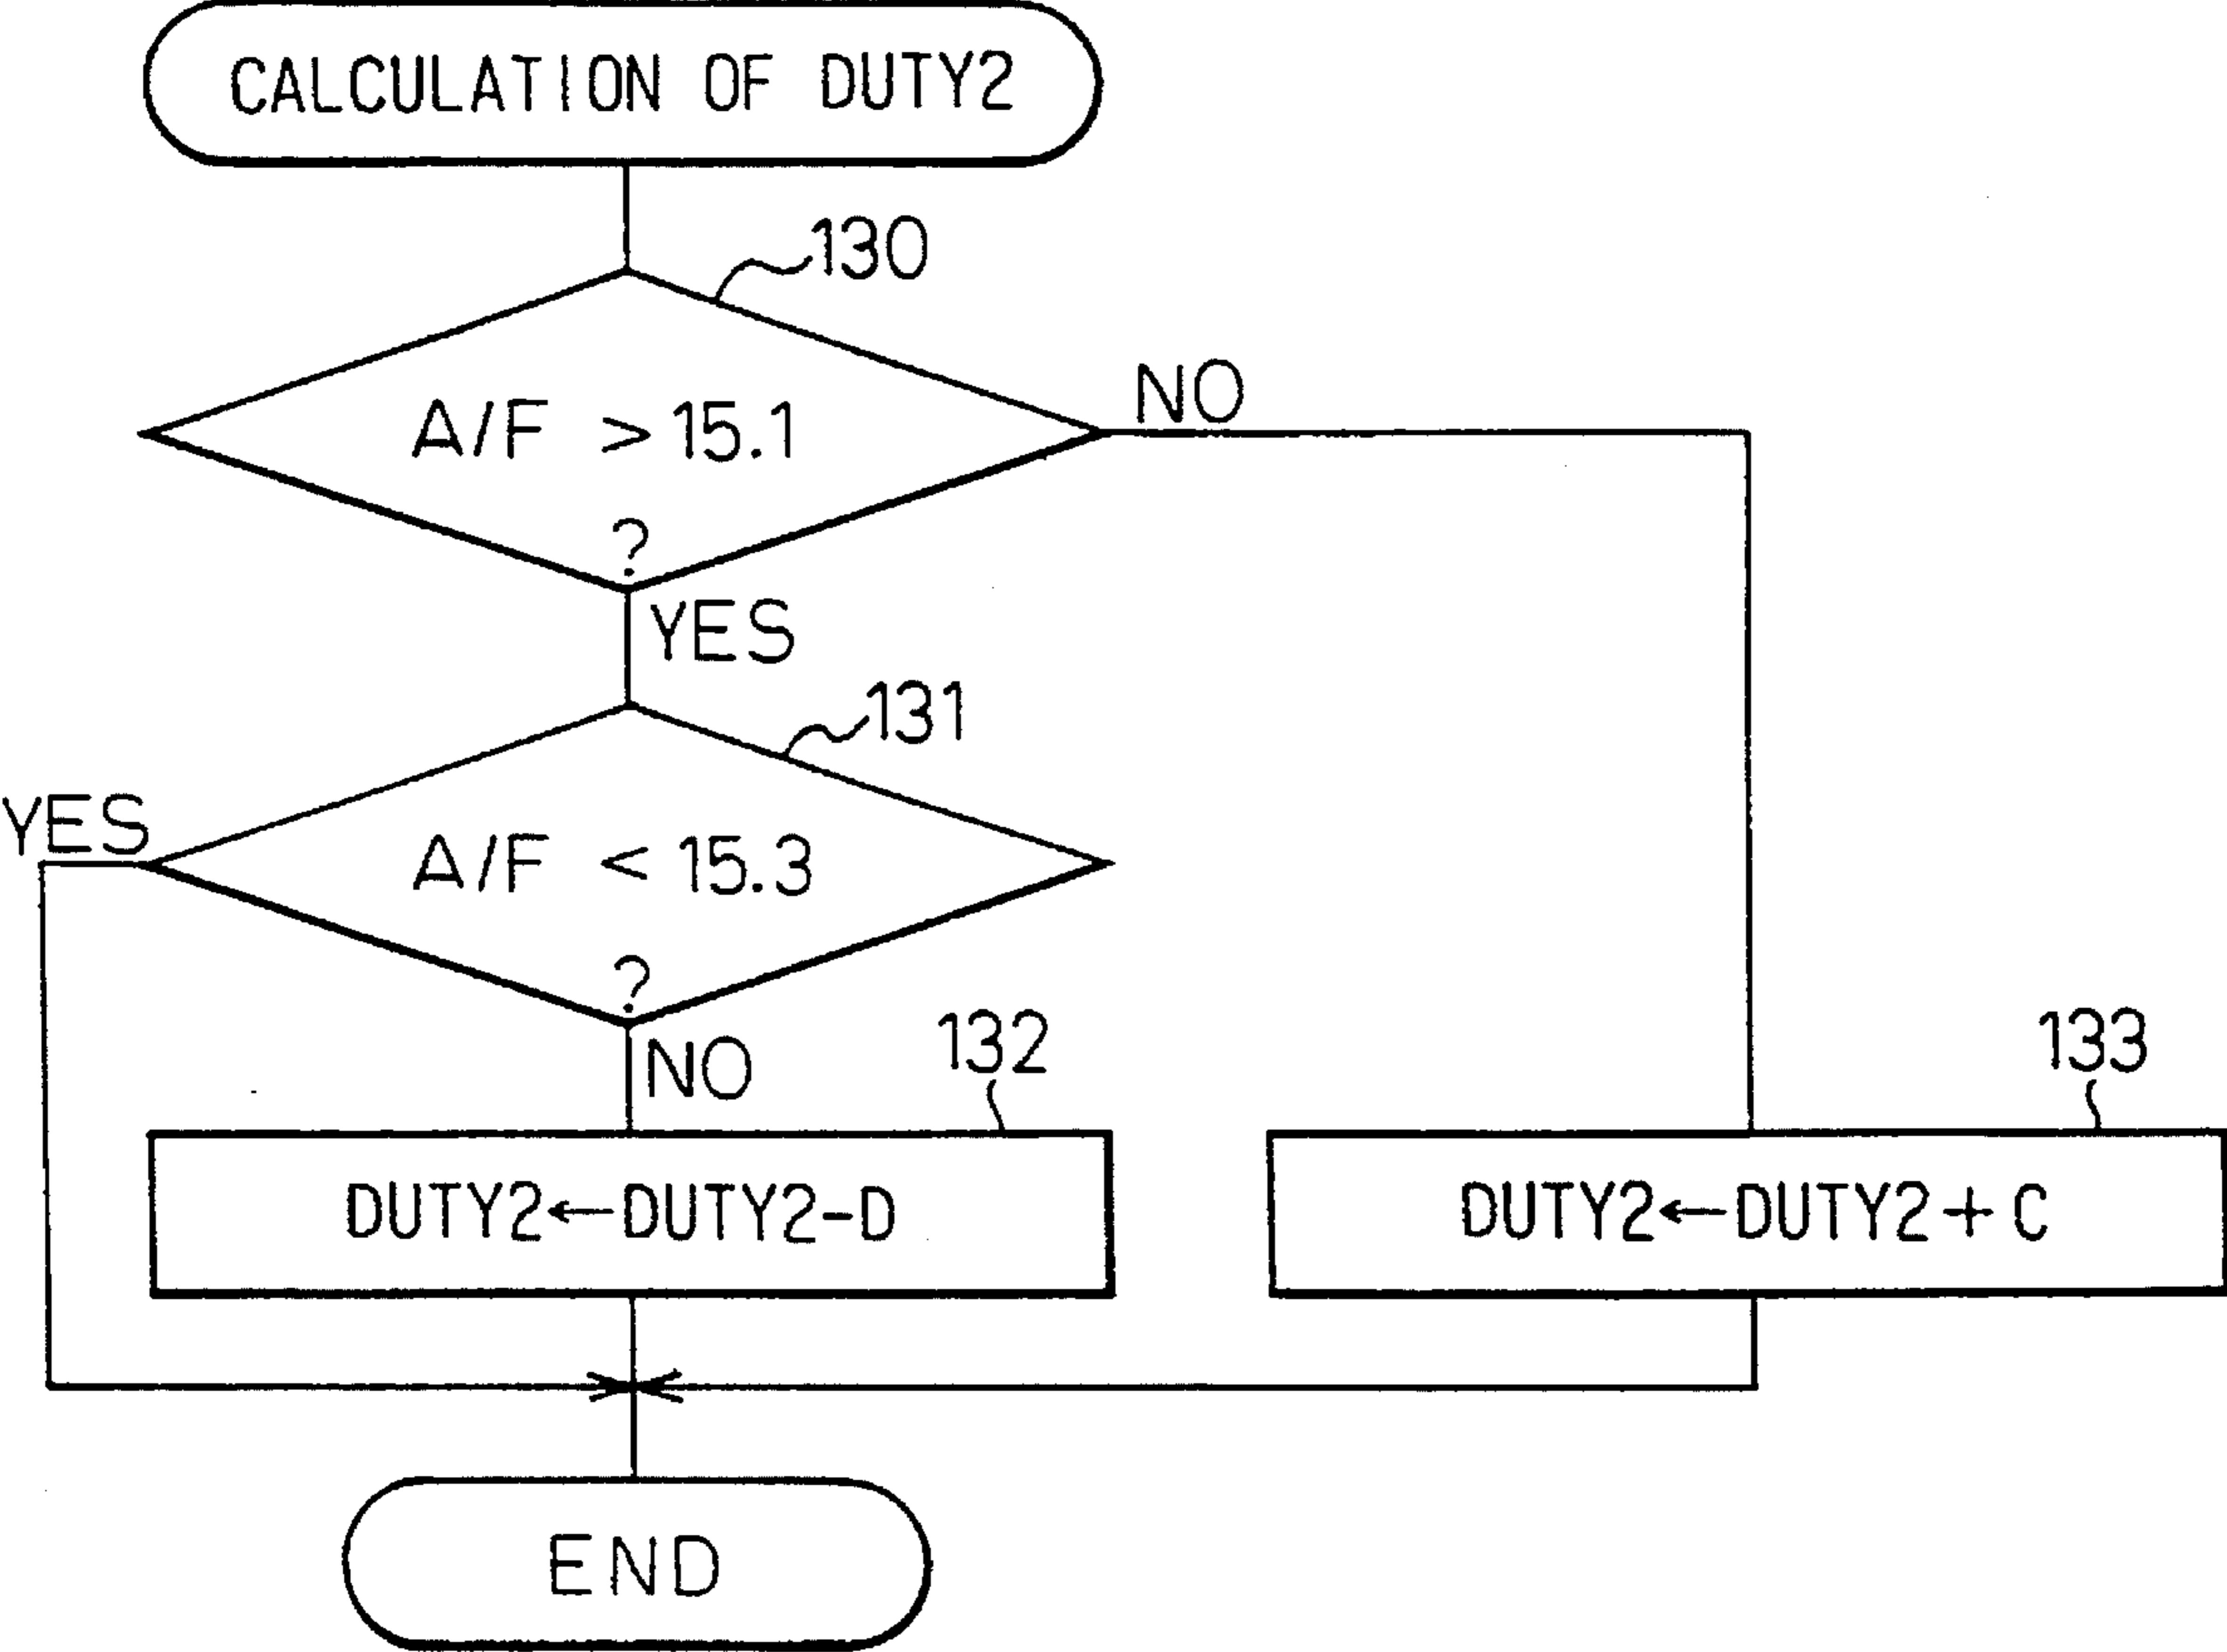 CALCULATION OF DUTY2
130
A/F >15.1
?
NO
YES
131
A/F < 15.3
?
YES
NO
132
DUTY2←DUTY2-D
133
DUTY2←DUTY2+C
END